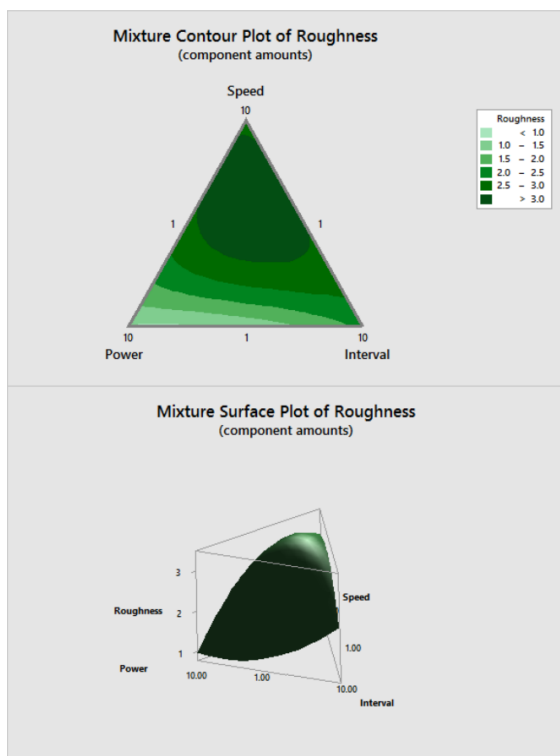 Mixture Contour Plot of Roughness
(component amounts)
Speed
10
Roughness
< 1.0
1.0 – 1.5
1.5 – 2.0
2.0 – 2.5
2.5 – 3.0
> 3.0
1 1
10 1 10
Power Interval
Mixture Surface Plot of Roughness
(component amounts)
3
Roughness 2
Speed
1
1.00
Power
10.00
1.00
10.00
Interval